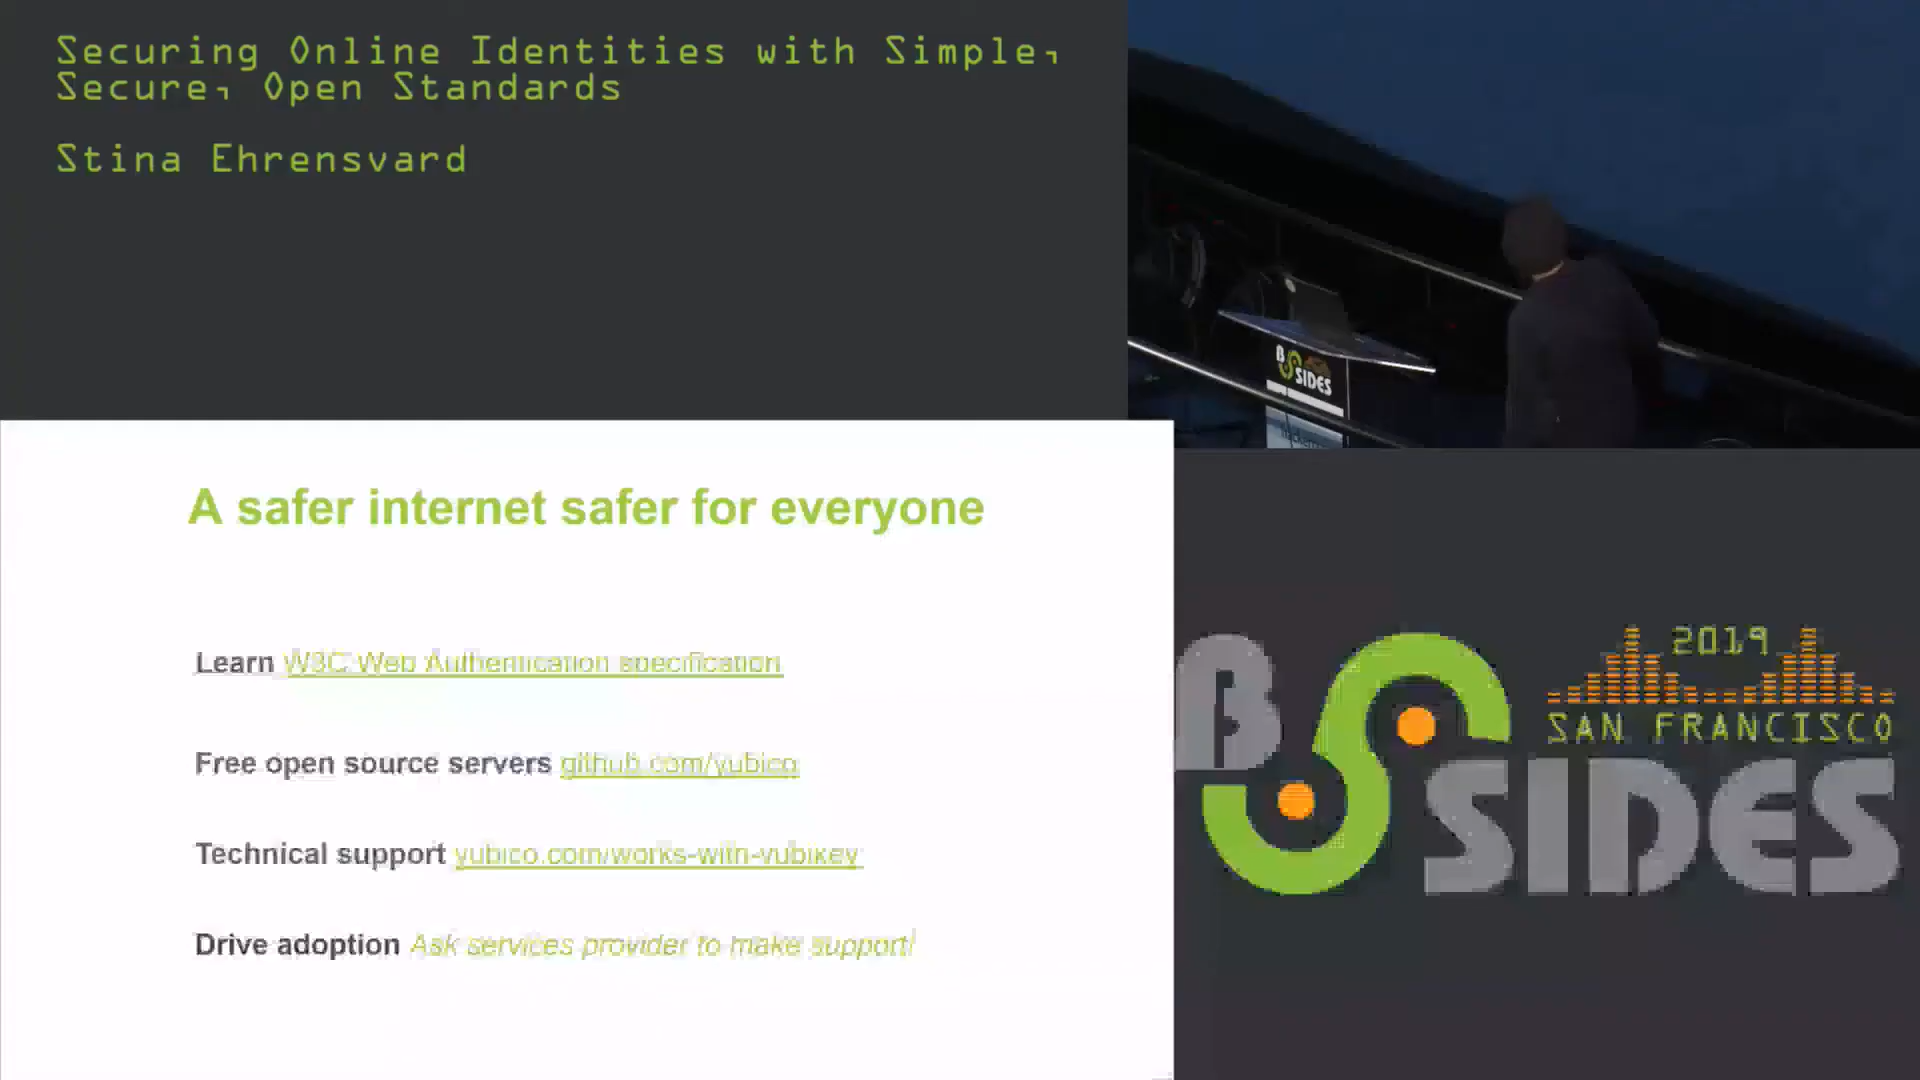 Securing Online Identities with Simple,
Secure, Open Standards
Stina Ehrensvard
B
SIDES
A safer internet safer for everyone
Learn W3C Web Authentication specification
Free open source servers github.com/yubico
Technical support yubico.com/works-with-yubikey
Drive adoption Ask services provider to make support!
2019
SAN FRANCISCO
B
SIDES